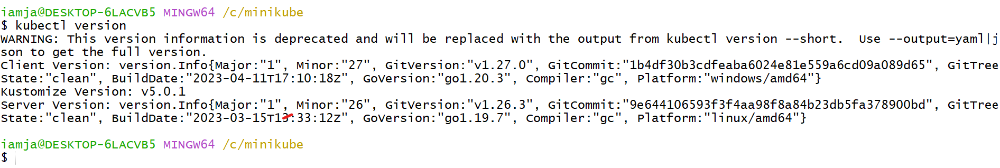 iamja@DESKTOP-6LACVB5 MINGW64 /c/minikube
$ kubectl version
WARNING: This version information is deprecated and will be replaced with the output from kubectl version --short.  Use --output=yaml|j
son to get the full version.
Client Version: version.Info{Major:"1", Minor:"27", GitVersion:"v1.27.0", GitCommit:"1b4df30b3cdfeaba6024e81e559a6cd09a089d65", GitTree
State:"clean", BuildDate:"2023-04-11T17:10:18Z", GoVersion:"go1.20.3", Compiler:"gc", Platform:"windows/amd64"}
Kustomize Version: v5.0.1
Server Version: version.Info{Major:"1", Minor:"26", GitVersion:"v1.26.3", GitCommit:"9e644106593f3f4aa98f8a84b23db5fa378900bd", GitTree
State:"clean", BuildDate:"2023-03-15T13:33:12Z", GoVersion:"go1.19.7", Compiler:"gc", Platform:"linux/amd64"}
iamja@DESKTOP-6LACVB5 MINGW64 /c/minikube
$